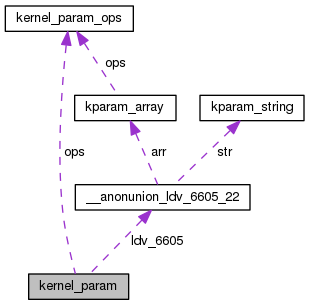 kernel_param_ops
ops
kparam_array
kparam_string
ops
arr
str
__anonunion_ldv_6605_22
ldv_6605
kernel_param